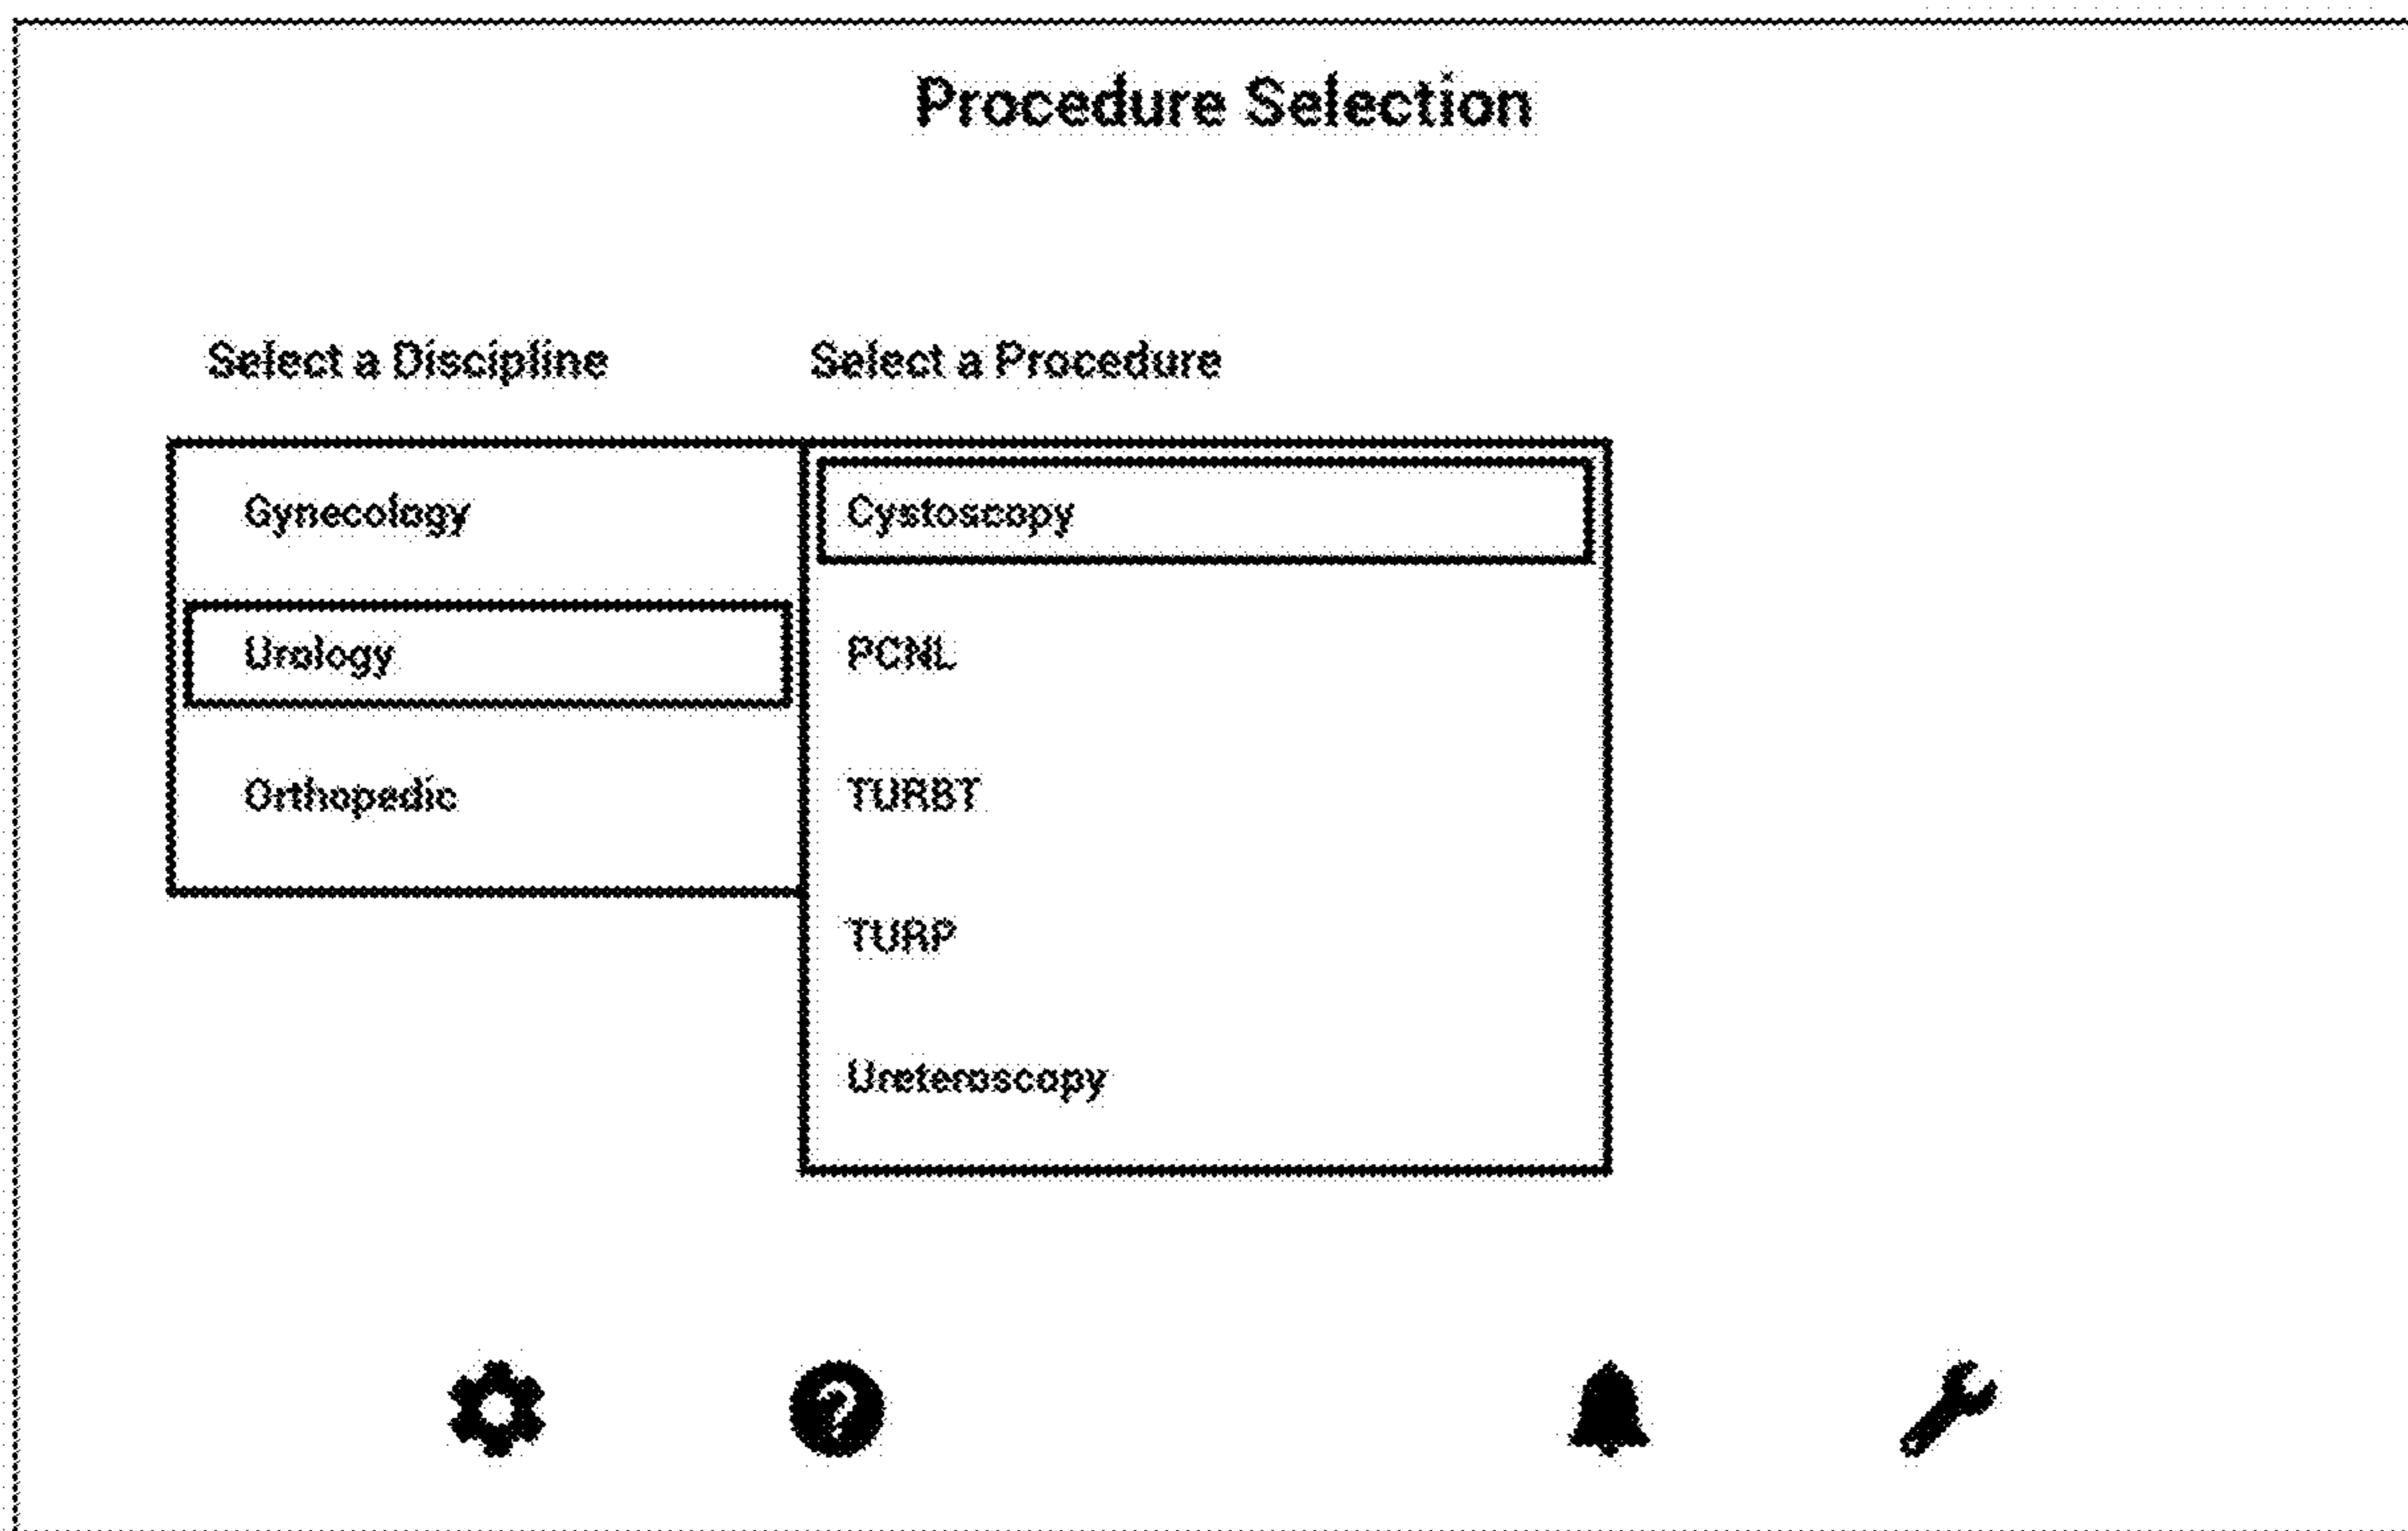 Procedure Selection
Select a Discipline
Select a Procedure
Gynecology
Urology
Orthopedic
Cystoscopy
PCNL
TURBT
TURP
Ureteroscopy
?